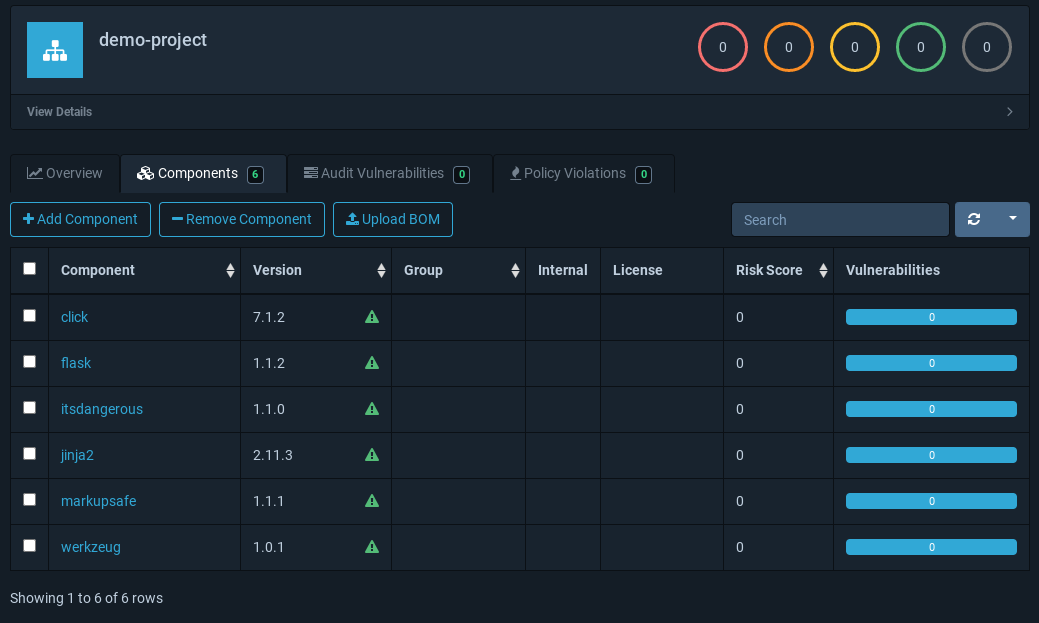 demo-project 0 0 0 0 0
View Details
Overview Components 6 Audit Vulnerabilities 0 Policy Violations 0
Add Component Remove Component Upload BOM Search
Component Version Group Internal License Risk Score Vulnerabilities
click 7.1.2 0 0
flask 1.1.2 0 0
itsdangerous 1.1.0 0 0
jinja2 2.11.3 0 0
markupsafe 1.1.1 0 0
werkzeug 1.0.1 0 0
Showing 1 to 6 of 6 rows